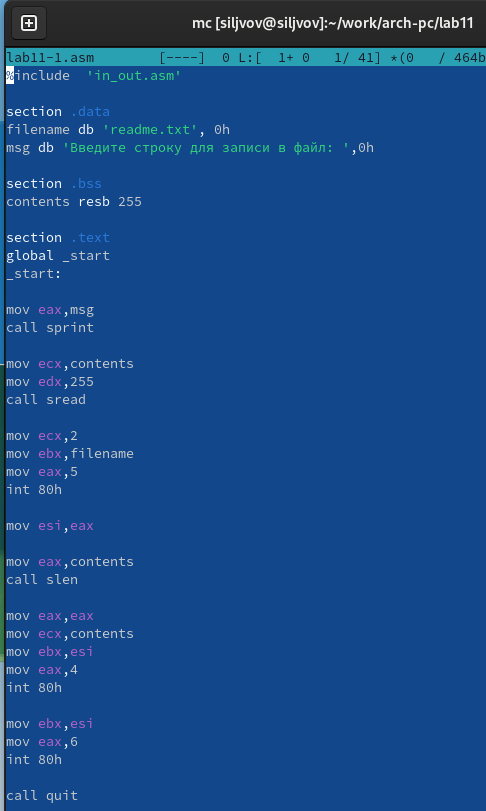 mc [siljvov@siljvov]:~/work/arch-pc/lab11
lab11-1.asm        [----]  0 L:[  1+ 0   1/ 41] *(0   / 464b
%include  'in_out.asm'
section .data
filename db 'readme.txt', 0h
msg db 'Введите строку для записи в файл: ',0h
section .bss
contents resb 255
section .text
global _start
_start:
mov eax,msg
call sprint
mov ecx,contents
mov edx,255
call sread
mov ecx,2
mov ebx,filename
mov eax,5
int 80h
mov esi,eax
mov eax,contents
call slen
mov eax,eax
mov ecx,contents
mov ebx,esi
mov eax,4
int 80h
mov ebx,esi
mov eax,6
int 80h
call quit